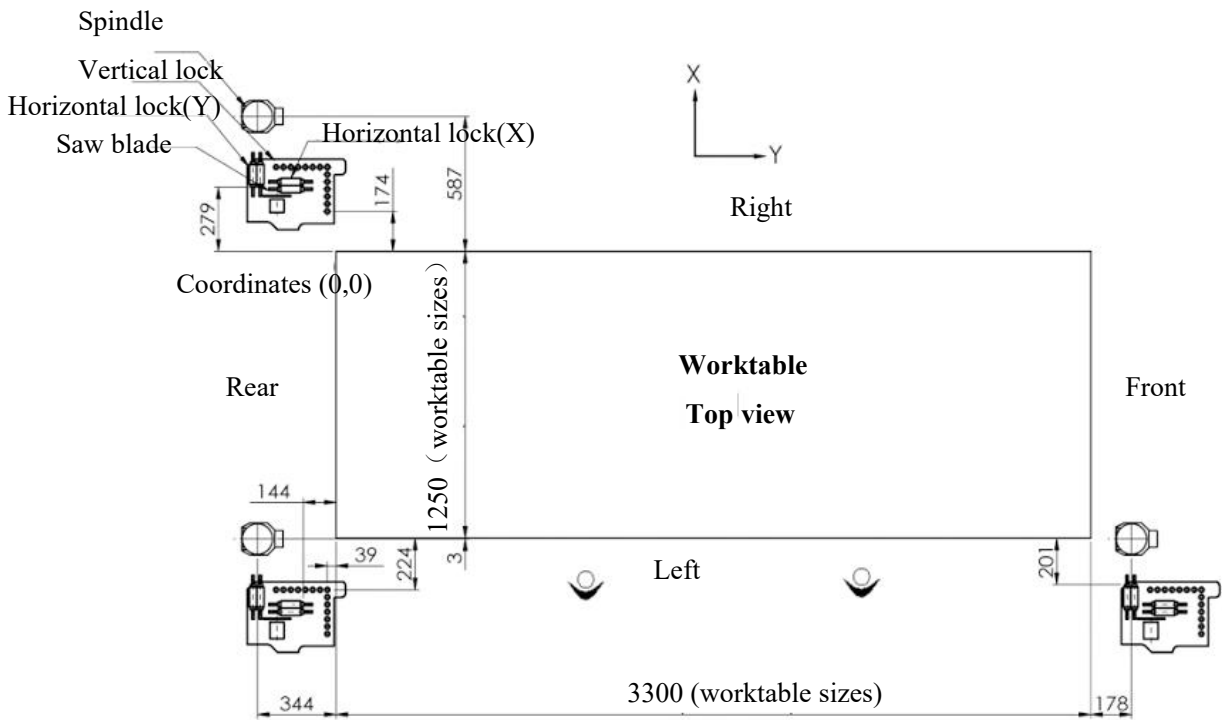 Spindle
Vertical lock
Horizontal lock(Y)
Saw blade
Horizontal lock(X)
X
Y
279
174
587
Right
Coordinates (0,0)
1250（worktable sizes）
Worktable
Top view
Rear
Front
144
39
224
3
Left
201
344
3300 (worktable sizes)
178